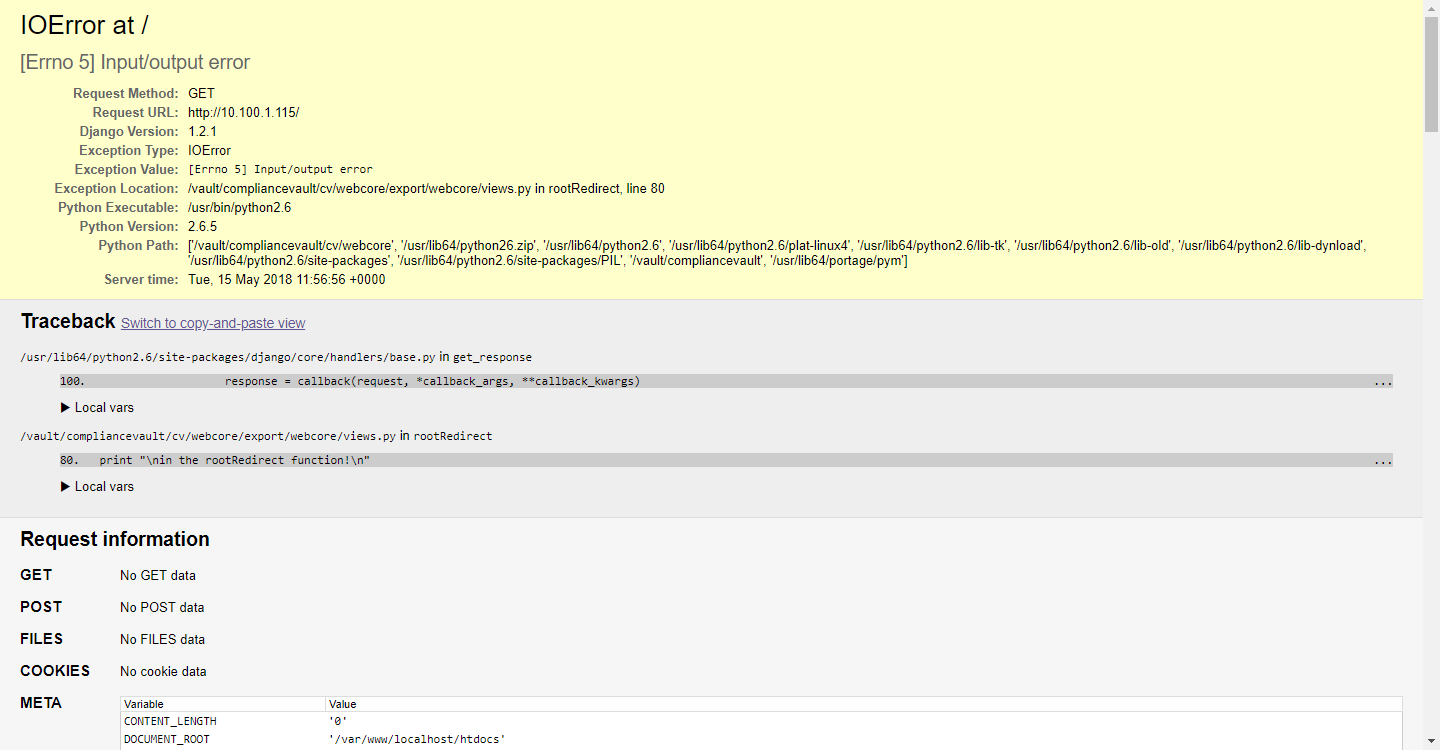 IOError at /
[Errno 5] Input/output error
Request Method: GET
Request URL: http://10.100.1.115/
Django Version: 1.2.1
Exception Type: IOError
Exception Value: [Errno 5] Input/output error
Exception Location: /vault/compliancevault/cv/webcore/export/webcore/views.py in rootRedirect, line 80
Python Executable: /usr/bin/python2.6
Python Version: 2.6.5
Python Path: ['/vault/compliancevault/cv/webcore', '/usr/lib64/python26.zip', '/usr/lib64/python2.6', '/usr/lib64/python2.6/plat-linux4', '/usr/lib64/python2.6/lib-tk', '/usr/lib64/python2.6/lib-old', '/usr/lib64/python2.6/lib-dynload',
'/usr/lib64/python2.6/site-packages', '/usr/lib64/python2.6/site-packages/PIL', '/vault/compliancevault', '/usr/lib64/portage/pym']
Server time: Tue, 15 May 2018 11:56:56 +0000
Traceback Switch to copy-and-paste view
/usr/lib64/python2.6/site-packages/django/core/handlers/base.py in get_response
100. response = callback(request, *callback_args, **callback_kwargs) ...
▶ Local vars
/vault/compliancevault/cv/webcore/export/webcore/views.py in rootRedirect
80. print "\nin the rootRedirect function!\n" ...
▶ Local vars
Request information
GET No GET data
POST No POST data
FILES No FILES data
COOKIES No cookie data
META Variable Value
CONTENT_LENGTH '0'
DOCUMENT_ROOT '/var/www/localhost/htdocs'